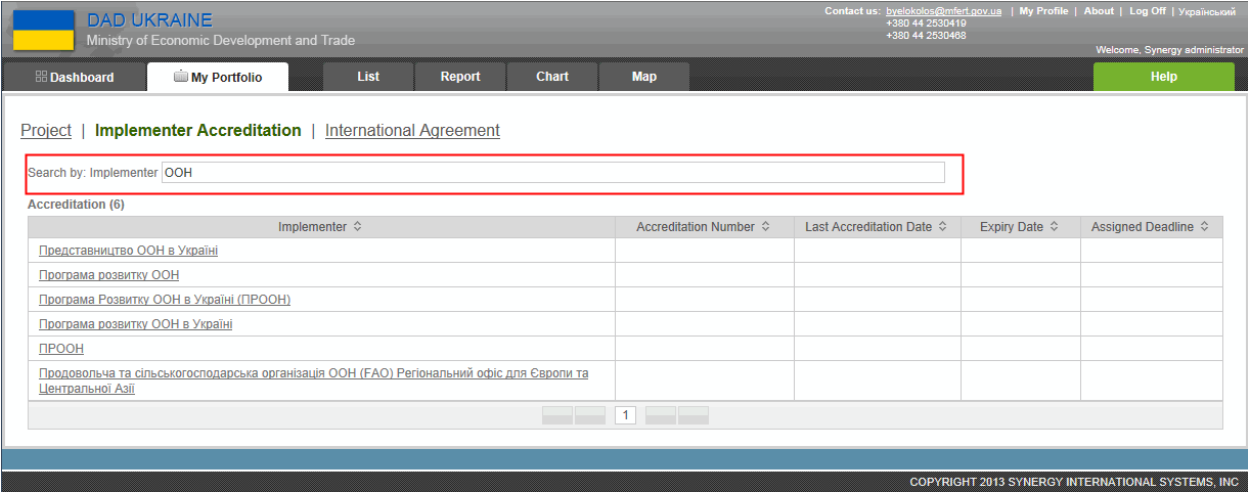 DAD UKRAINE
Ministry of Economic Development and Trade
Contact us: byelokolos@mfert.gov.ua | My Profile | About | Log Off | Український
+380 44 2530419
+380 44 2530468
Welcome, Synergy administrator
Dashboard My Portfolio List Report Chart Map Help
Project | Implementer Accreditation | International Agreement
Search by: Implementer ООН
Accreditation (6)
Implementer Accreditation Number Last Accreditation Date Expiry Date Assigned Deadline
Представництво ООН в Україні
Програма розвитку ООН
Програма Розвитку ООН в Україні (ПРООН)
Програма розвитку ООН в Україні
ПРООН
Продовольча та сільськогосподарська організація ООН (FAO) Регіональний офіс для Європи та
Центральної Азії
1
COPYRIGHT 2013 SYNERGY INTERNATIONAL SYSTEMS, INC